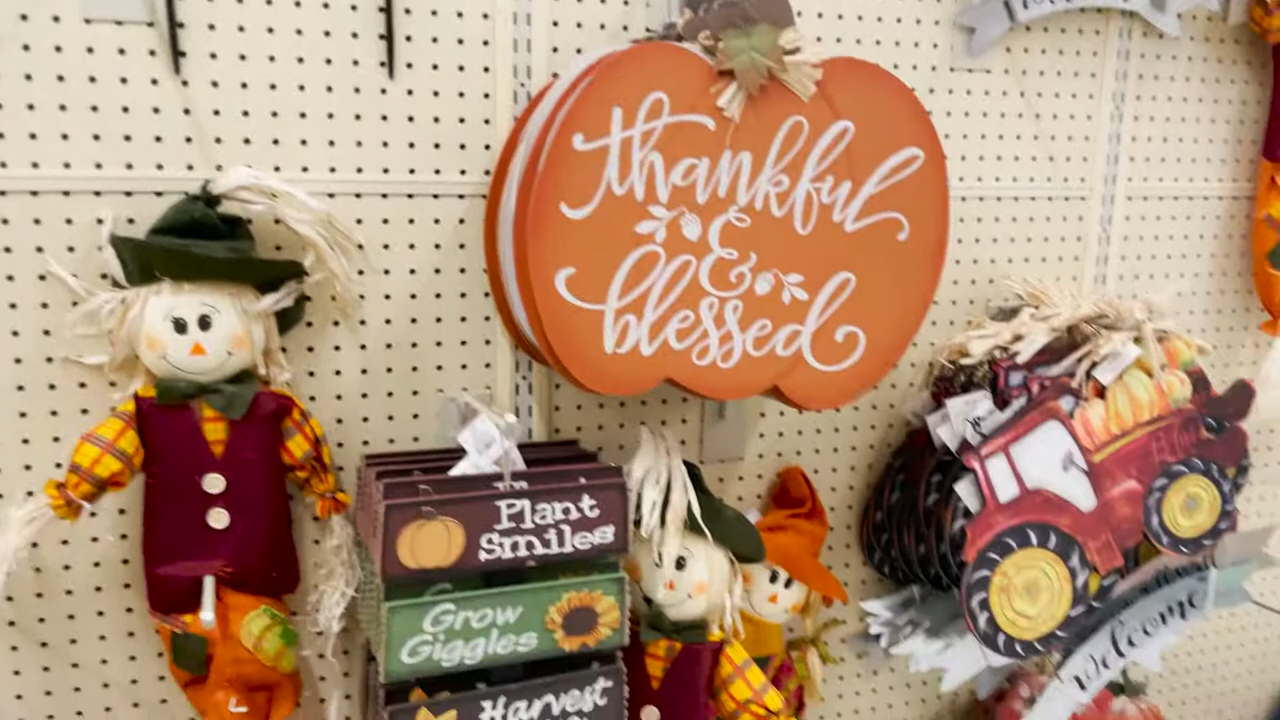 thankful
&
blessed
Plant
Smiles
Grow
Giggles
Harvest
Welcome